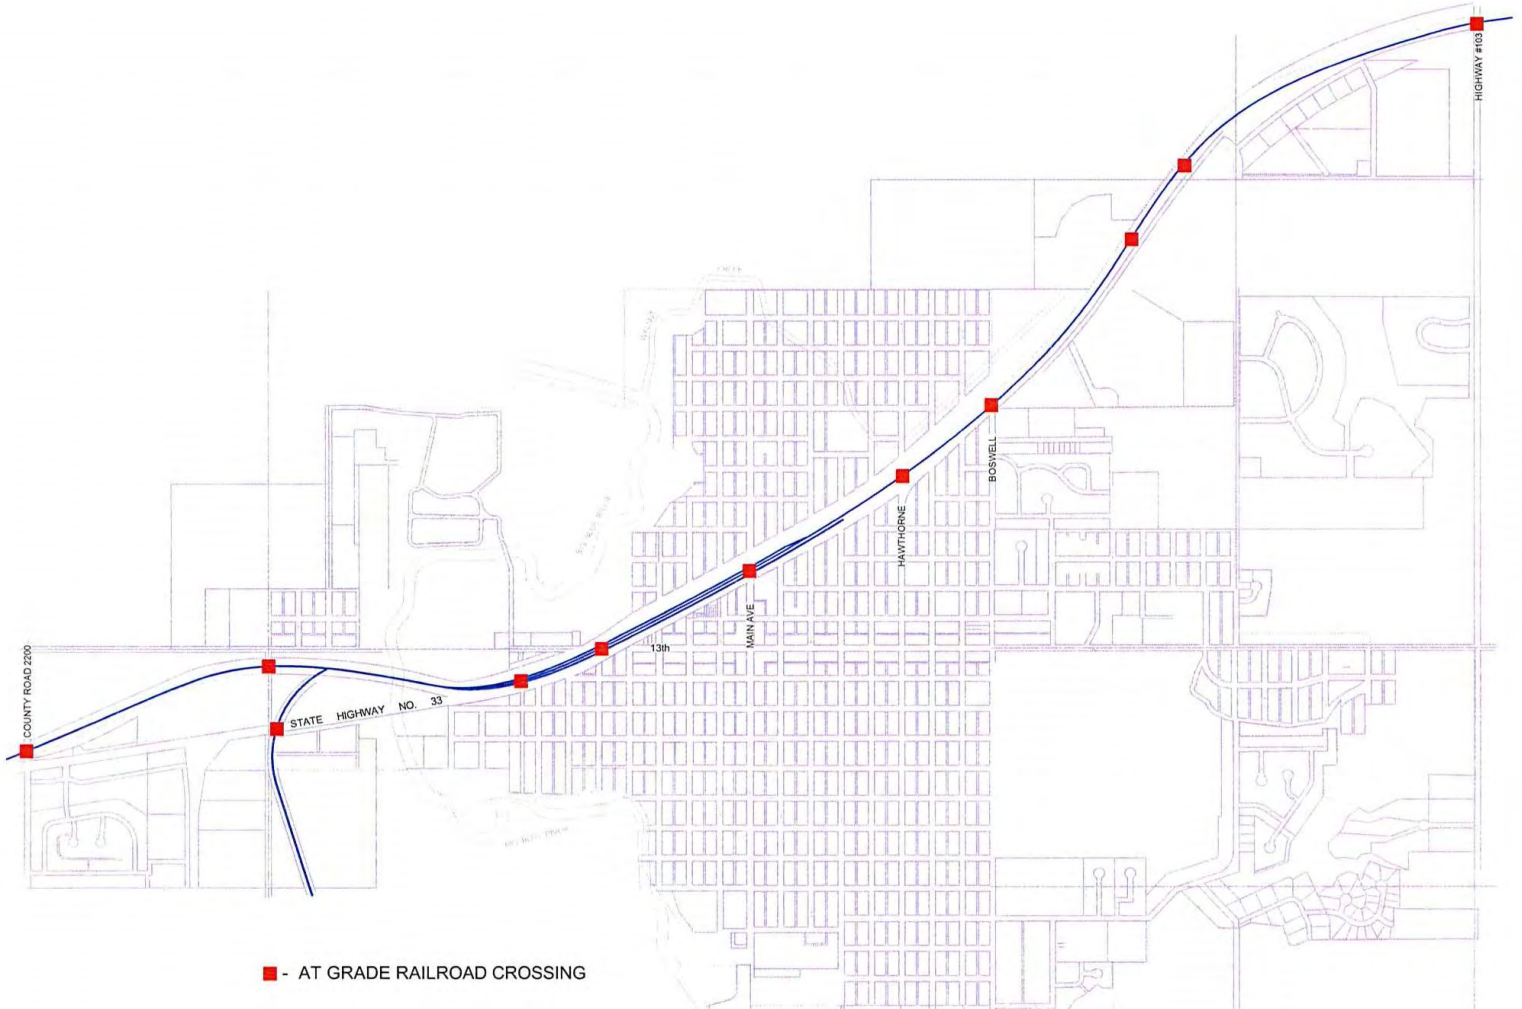 HIGHWAY #103
BOSWELL
HAWTHORNE
MAIN AVE
13th
COUNTY ROAD 2200
STATE HIGHWAY NO. 33
- AT GRADE RAILROAD CROSSING